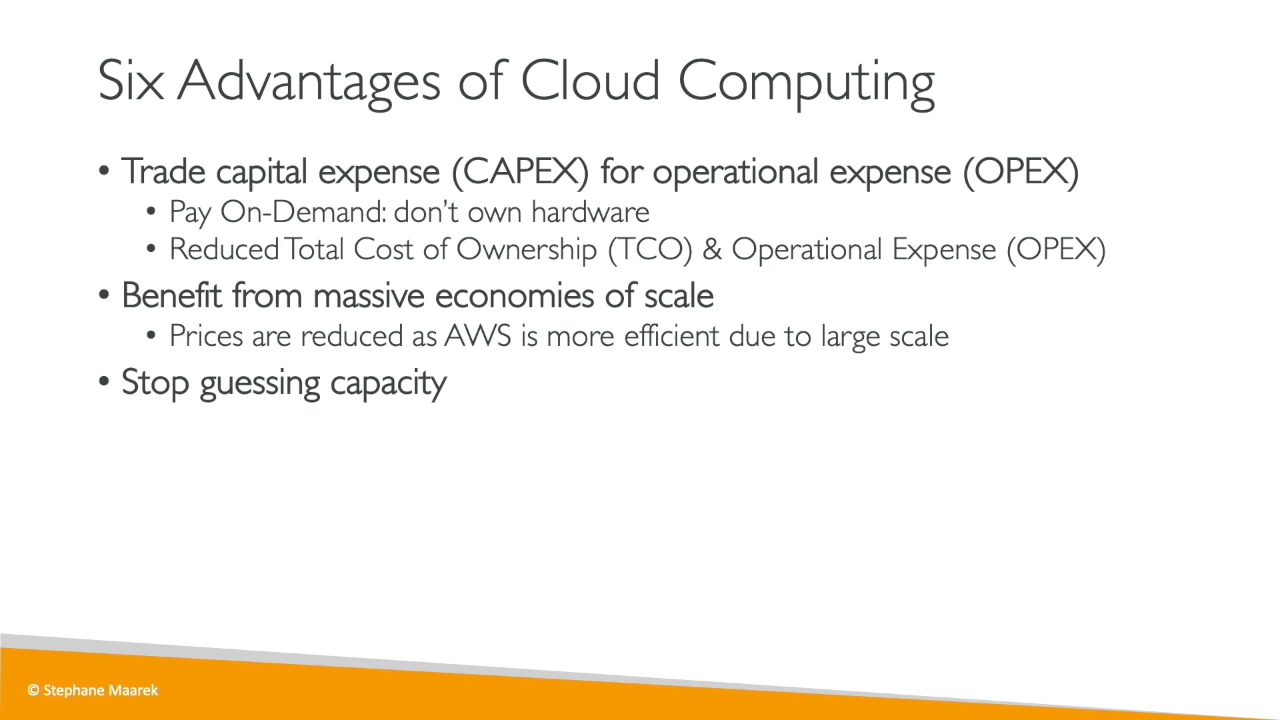 Six Advantages of Cloud Computing
• Trade capital expense (CAPEX) for operational expense (OPEX)
• Pay On-Demand: don’t own hardware
• Reduced Total Cost of Ownership (TCO) & Operational Expense (OPEX)
• Benefit from massive economies of scale
• Prices are reduced as AWS is more efficient due to large scale
• Stop guessing capacity
© Stephane Maarek